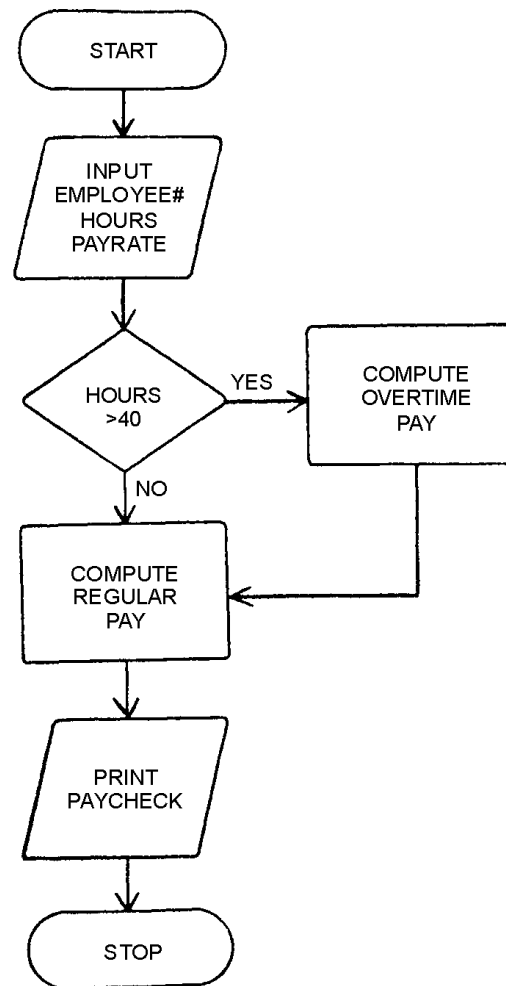 START
INPUT
EMPLOYEE#
HOURS
PAYRATE
HOURS
>40
YES
COMPUTE
OVERTIME
PAY
NO
COMPUTE
REGULAR
PAY
PRINT
PAYCHECK
STOP